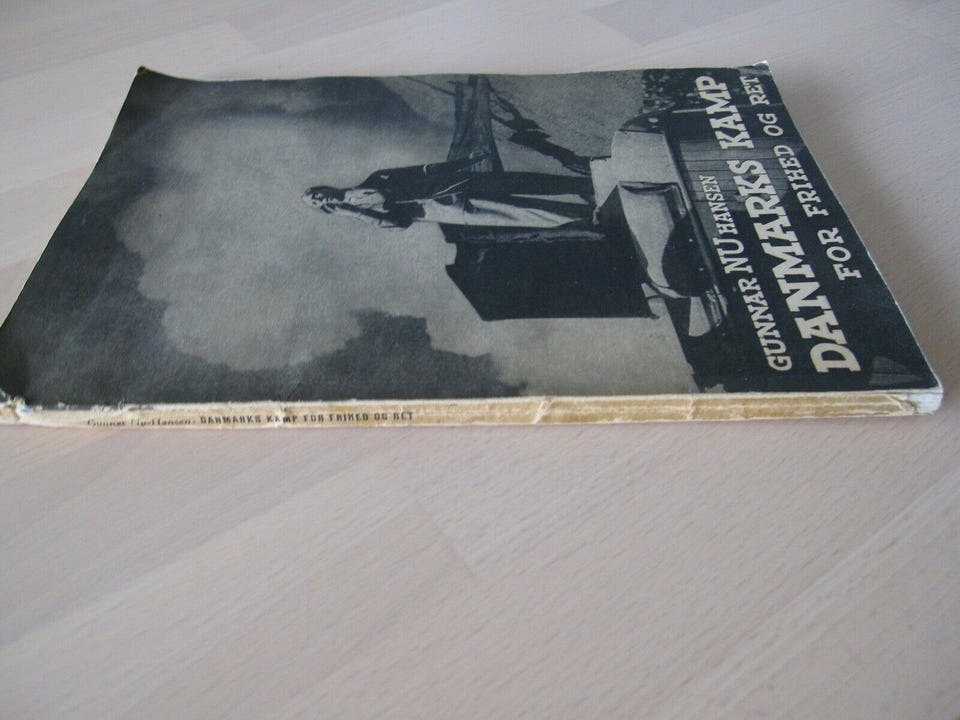 GUNNAR NU HANSEN
DANMARKS KAMP
FOR FRIHED OG RET
Gunnar Nu-Hansen: DANMARKS KAMP FOR FRIHED OG RET